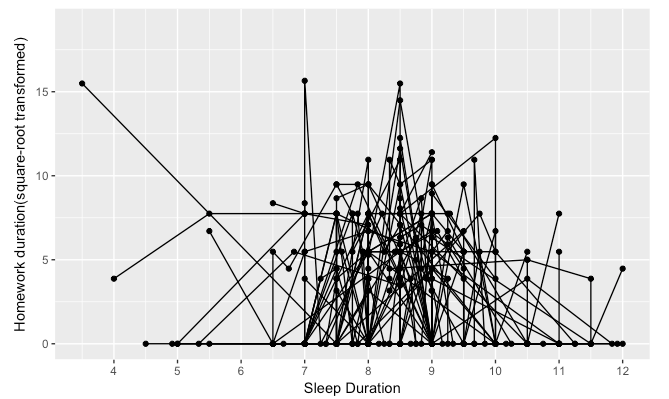 Homework duration(square-root transformed)
15
10
5
0
4 5 6 7 8 9 10 11 12
Sleep Duration